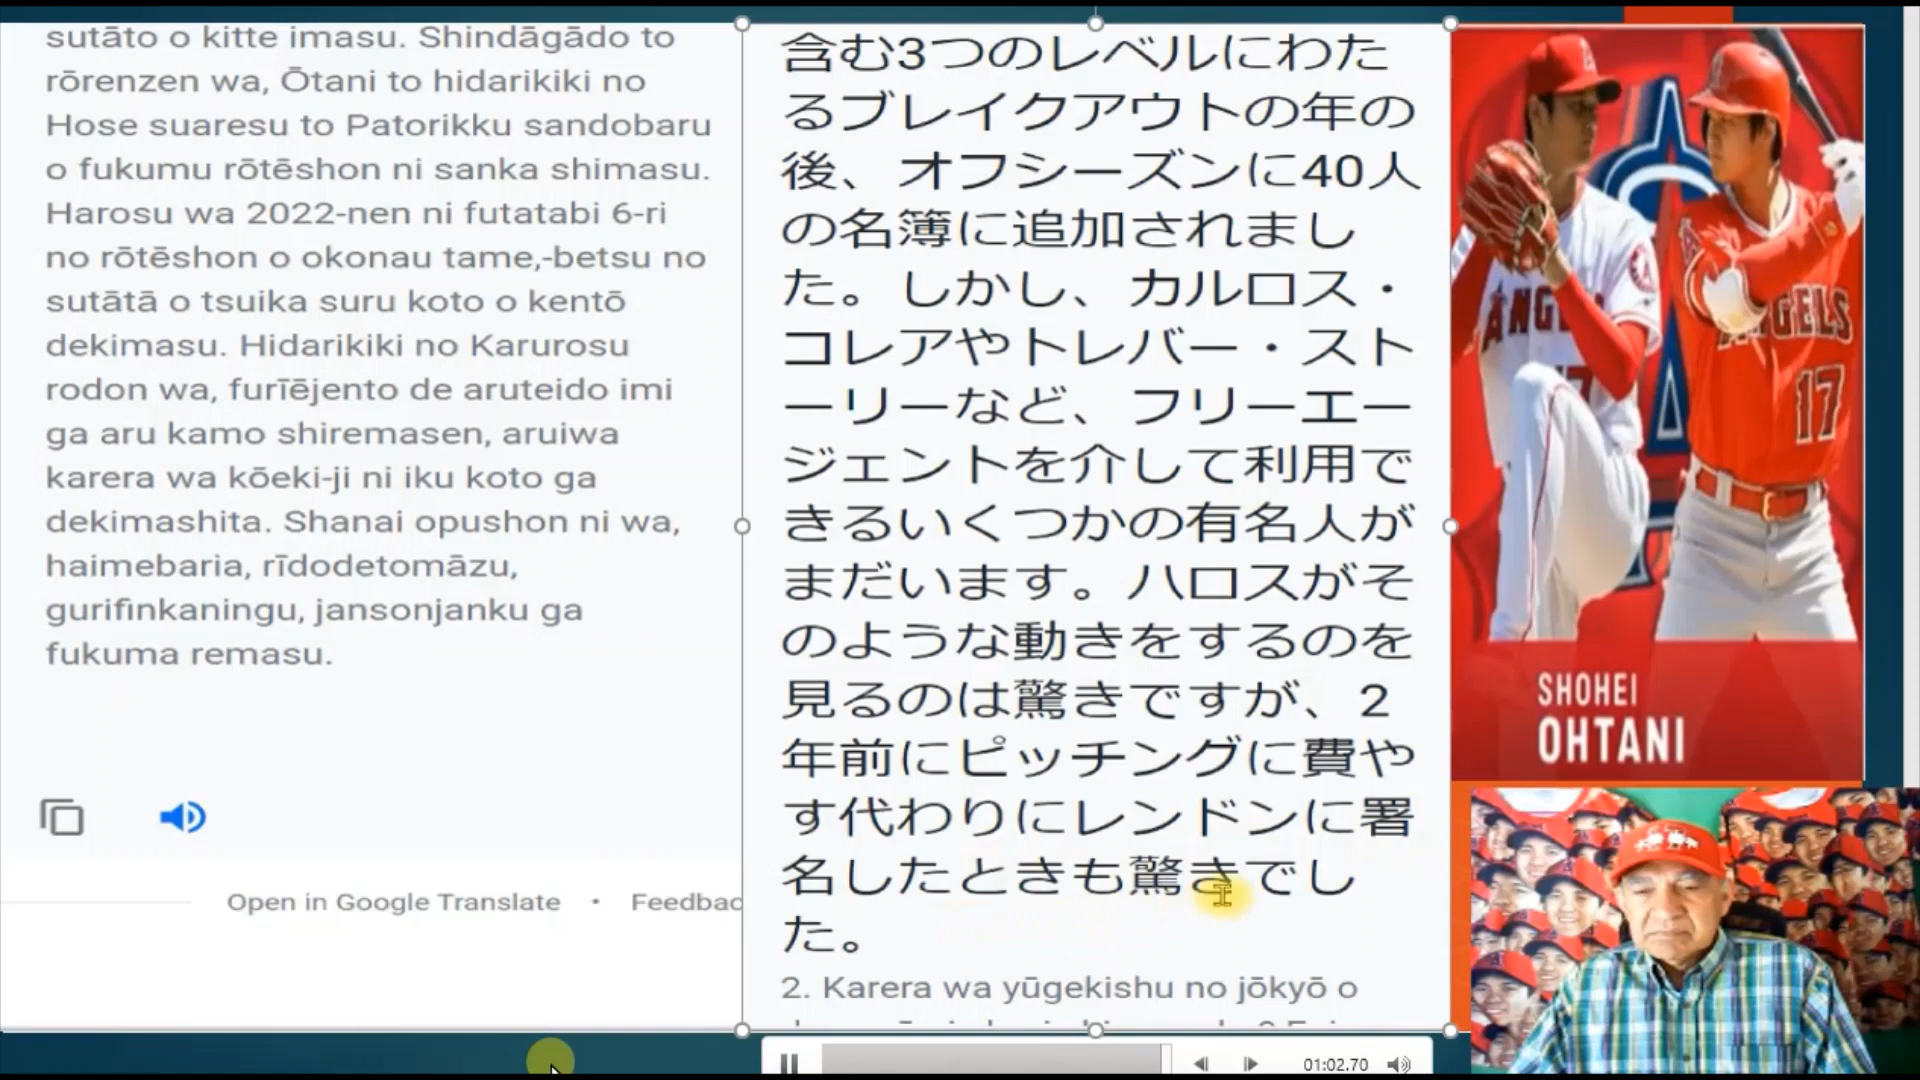 sutāto o kitte imasu. Shindāgādo to
rōrenzen wa, Ōtani to hidarikiki no
Hose suaresu to Patorikku sandobaru
o fukumu rōtēshon ni sanka shimasu.
Harosu wa 2022-nen ni futatabi 6-ri
no rōtēshon o okonau tame,-betsu no
sutātā o tsuika suru koto o kentō
dekimasu. Hidarikiki no Karurosu
rodon wa, furīējento de aruteido imi
ga aru kamo shiremasen, aruiwa
karera wa kōeki-ji ni iku koto ga
dekimashita. Shanai opushon ni wa,
haimebaria, rīdodetomāzu,
gurifinkaningu, jansonjanku ga
fukuma remasu.
Open in Google Translate • Feedbac
含む3つのレベルにわた
るブレイクアウトの年の
後、オフシーズンに40人
の名簿に追加されまし
た。しかし、カルロス・
コレアやトレバー・スト
ーリーなど、フリーエー
ジェントを介して利用で
きるいくつかの有名人が
まだいます。ハロスがそ
のような動きをするのを
見るのは驚きですが、2
年前にピッチングに費や
す代わりにレンドンに署
名したときも驚きでし
た。
2. Karera wa yūgekishu no jōkyō o
01:02.70
ANGELS
17
SHOHEI
OHTANI